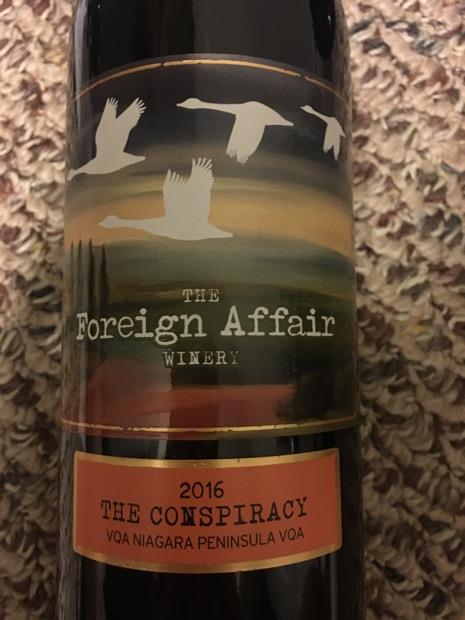 THE
Foreign Affair
WINERY
2016
THE CONSPIRACY
VQA NIAGARA PENINSULA VQA